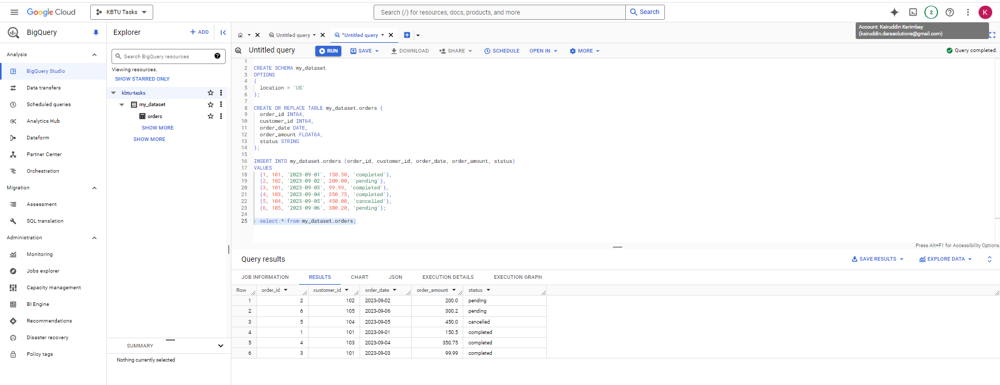 Google Cloud
KBTU Tasks
Search (/) for resources, docs, products, and more
Search
2
K
Account: Kairuddin Kerimbay
(kairuddin.darasolutions@gmail.com)
BigQuery
Analysis
BigQuery Studio
Data transfers
Scheduled queries
Analytics Hub
Dataform
Partner Center
Orchestration
Migration
Assessment
SQL translation
Administration
Monitoring
Jobs explorer
Capacity management
BI Engine
Recommendations
Disaster recovery
Policy tags
Explorer
+ ADD
Search BigQuery resources
Viewing resources.
SHOW STARRED ONLY
kbtu-tasks
my_dataset
orders
SHOW MORE
SHOW MORE
SUMMARY
Nothing currently selected
Untitled query
*Untitled query
Untitled query
RUN
SAVE
DOWNLOAD
SHARE
SCHEDULE
OPEN IN
MORE
Query completed.
1
2 CREATE SCHEMA my_dataset
3 OPTIONS
4 (
5 location = 'US'
6 );
7
8 CREATE OR REPLACE TABLE my_dataset.orders (
9 order_id INT64,
10 customer_id INT64,
11 order_date DATE,
12 order_amount FLOAT64,
13 status STRING
14 );
15
16 INSERT INTO my_dataset.orders (order_id, customer_id, order_date, order_amount, status)
17 VALUES
18 (1, 101, '2023-09-01', 150.50, 'completed'),
19 (2, 102, '2023-09-02', 200.00, 'pending'),
20 (3, 101, '2023-09-03', 99.99, 'completed'),
21 (4, 103, '2023-09-04', 350.75, 'completed'),
22 (5, 104, '2023-09-05', 450.00, 'cancelled'),
23 (6, 105, '2023-09-06', 300.20, 'pending');
24
25 select * from my_dataset.orders;
Press Alt+F1 for Accessibility Options.
Query results
SAVE RESULTS
EXPLORE DATA
JOB INFORMATION RESULTS CHART JSON EXECUTION DETAILS EXECUTION GRAPH
Row order_id customer_id order_date order_amount status
1 2 102 2023-09-02 200.0 pending
2 6 105 2023-09-06 300.2 pending
3 5 104 2023-09-05 450.0 cancelled
4 1 101 2023-09-01 150.5 completed
5 4 103 2023-09-04 350.75 completed
6 3 101 2023-09-03 99.99 completed